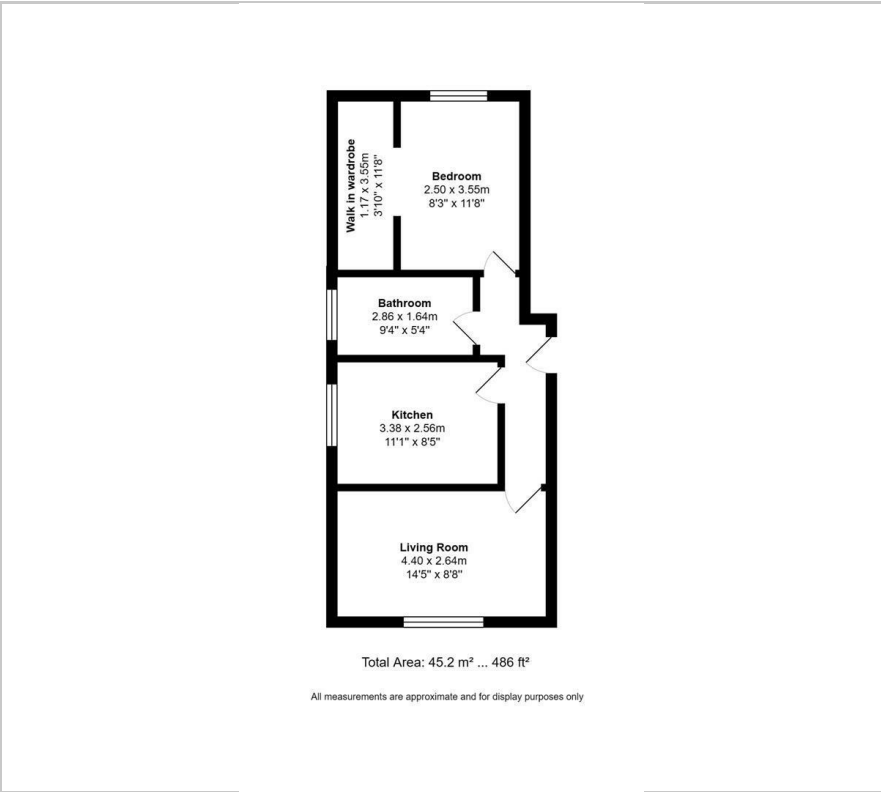 Walk in wardrobe
1.17 x 3.55m
3'10" x 11'8"
Bedroom
2.50 x 3.55m
8'3" x 11'8"
Bathroom
2.86 x 1.64m
9'4" x 5'4"
Kitchen
3.38 x 2.56m
11'1" x 8'5"
Living Room
4.40 x 2.64m
14'5" x 8'8"
Total Area: 45.2 m² ... 486 ft²
All measurements are approximate and for display purposes only